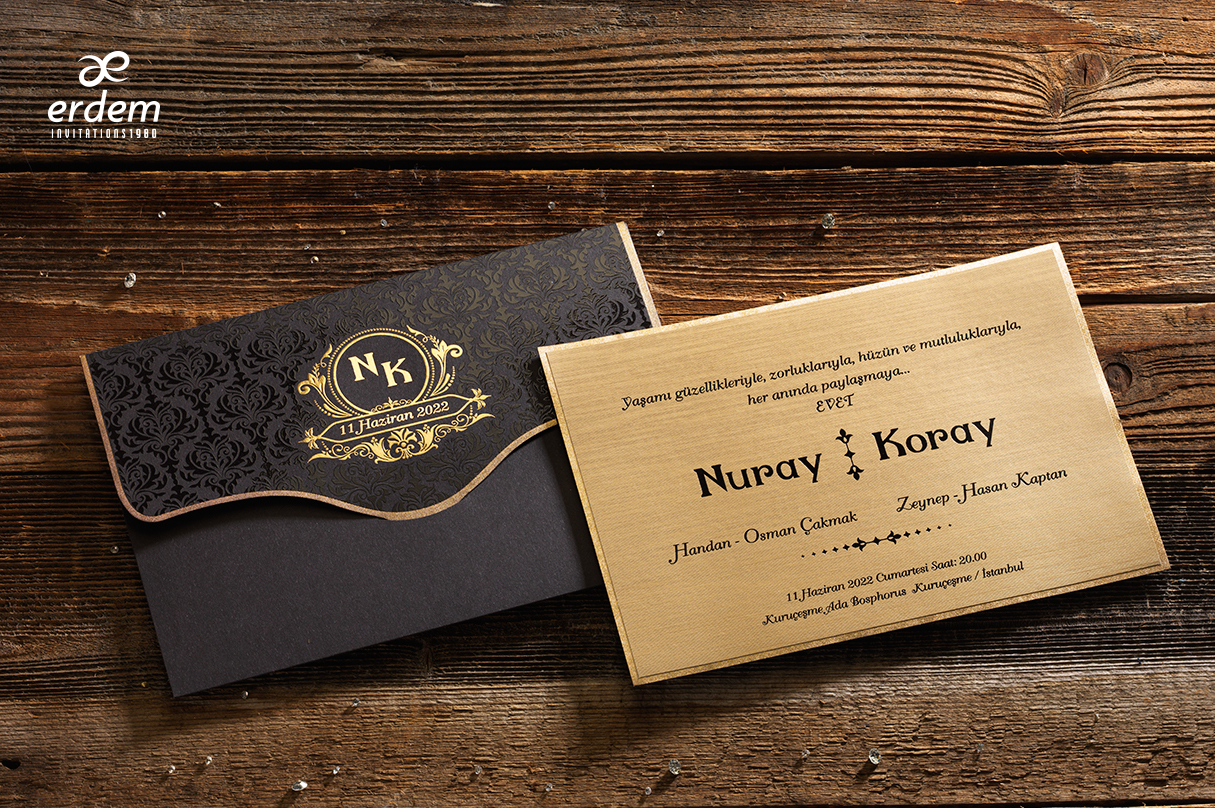 erdem
INVITATIONS1980
NK
11 Haziran 2022
Yaşamı güzellikleriyle, zorluklarıyla, hüzün ve mutluluklarıyla,
her anında paylaşmaya...
EVET
Nuray Koray
Handan - Osman Çakmak Zeynep - Hasan Kaptan
11 Haziran 2022 Cumartesi Saat: 20.00
Kuruçeşme Ada Bosphorus Kuruçeşme / İstanbul